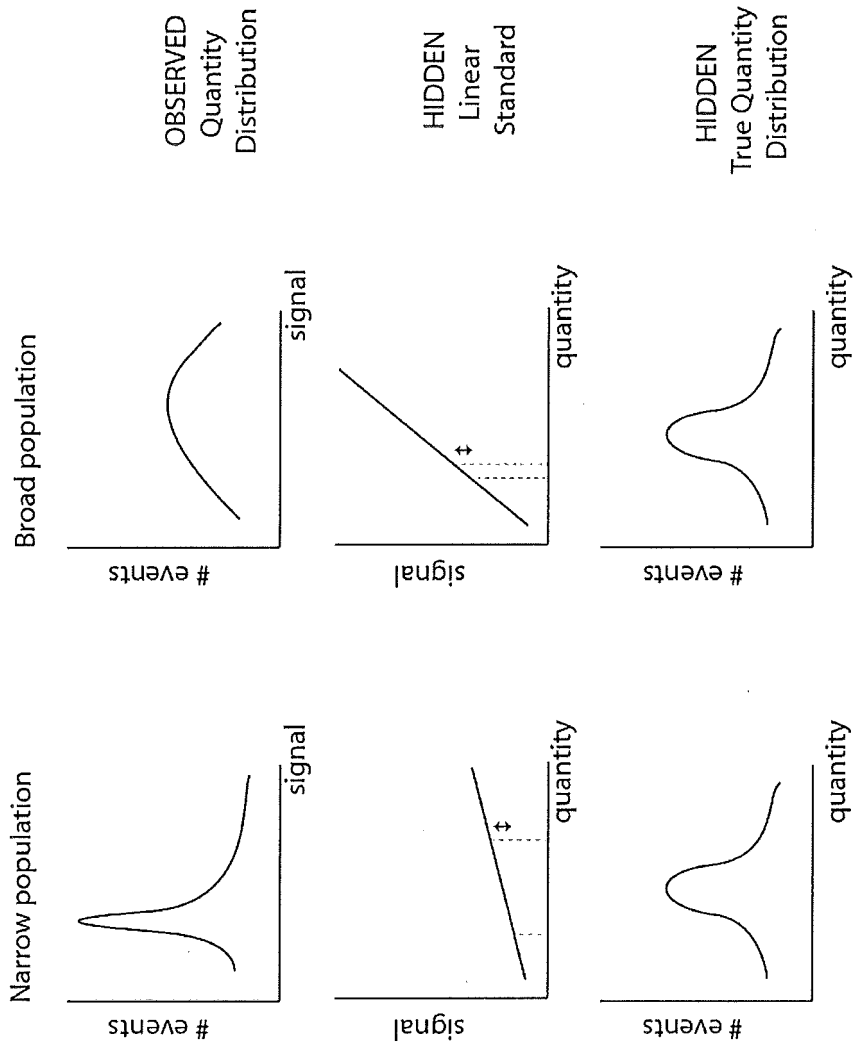 Narrow population
Broad population
# events
signal
# events
signal
OBSERVED
Quantity
Distribution
signal
quantity
signal
quantity
HIDDEN
Linear
Standard
# events
quantity
# events
quantity
HIDDEN
True Quantity
Distribution